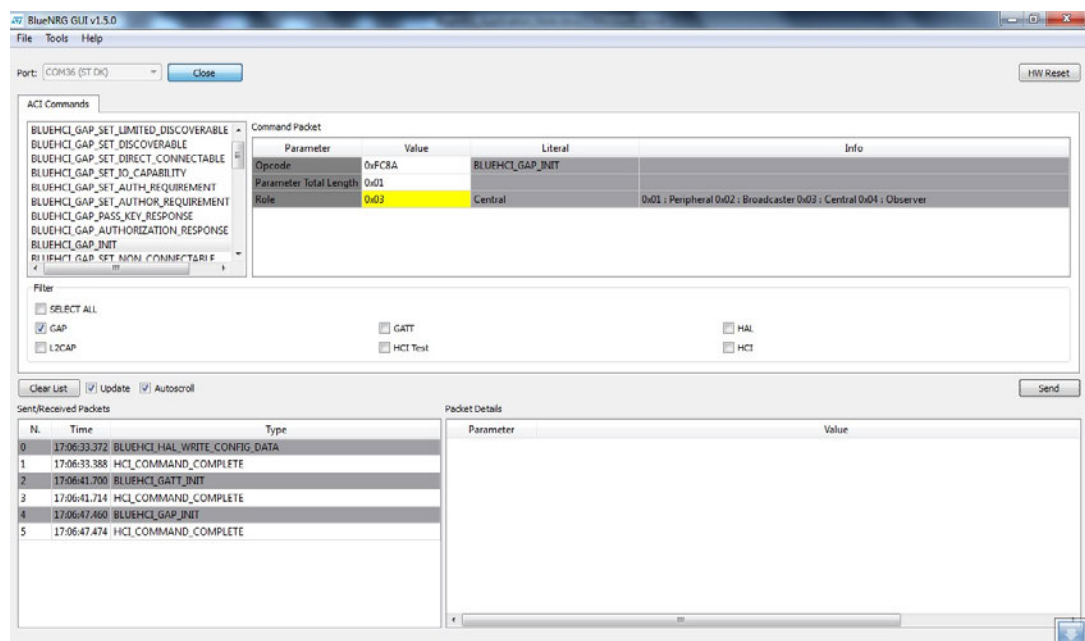 BlueNRG GUI v1.5.0
File Tools Help
Port: COM36 (ST DK) Close HW Reset
ACI Commands
BLUEHCI_GAP_SET_LIMITED_DISCOVERABLE
BLUEHCI_GAP_SET_DISCOVERABLE
BLUEHCI_GAP_SET_DIRECT_CONNECTABLE
BLUEHCI_GAP_SET_IO_CAPABILITY
BLUEHCI_GAP_SET_AUTH_REQUIREMENT
BLUEHCI_GAP_SET_AUTHOR_REQUIREMENT
BLUEHCI_GAP_PASS_KEY_RESPONSE
BLUEHCI_GAP_AUTHORIZATION_RESPONSE
BLUEHCI_GAP_INIT
BLUEHCI_GAP_SET_NON_CONNECTABLE
Command Packet
Parameter Value Literal Info
Opcode 0xFC8A BLUEHCI_GAP_INIT
Parameter Total Length 0x01
Role 0x03 Central 0x01 : Peripheral 0x02 : Broadcaster 0x03 : Central 0x04 : Observer
Filter
SELECT ALL
GAP GATT HAL
L2CAP HCI Test HCI
Clear List Update Autoscroll Send
Sent/Received Packets
N. Time Type
0 17:06:33.372 BLUEHCI_HAL_WRITE_CONFIG_DATA
1 17:06:33.388 HCI_COMMAND_COMPLETE
2 17:06:41.700 BLUEHCI_GATT_INIT
3 17:06:41.714 HCI_COMMAND_COMPLETE
4 17:06:47.460 BLUEHCI_GAP_INIT
5 17:06:47.474 HCI_COMMAND_COMPLETE
Packet Details
Parameter Value